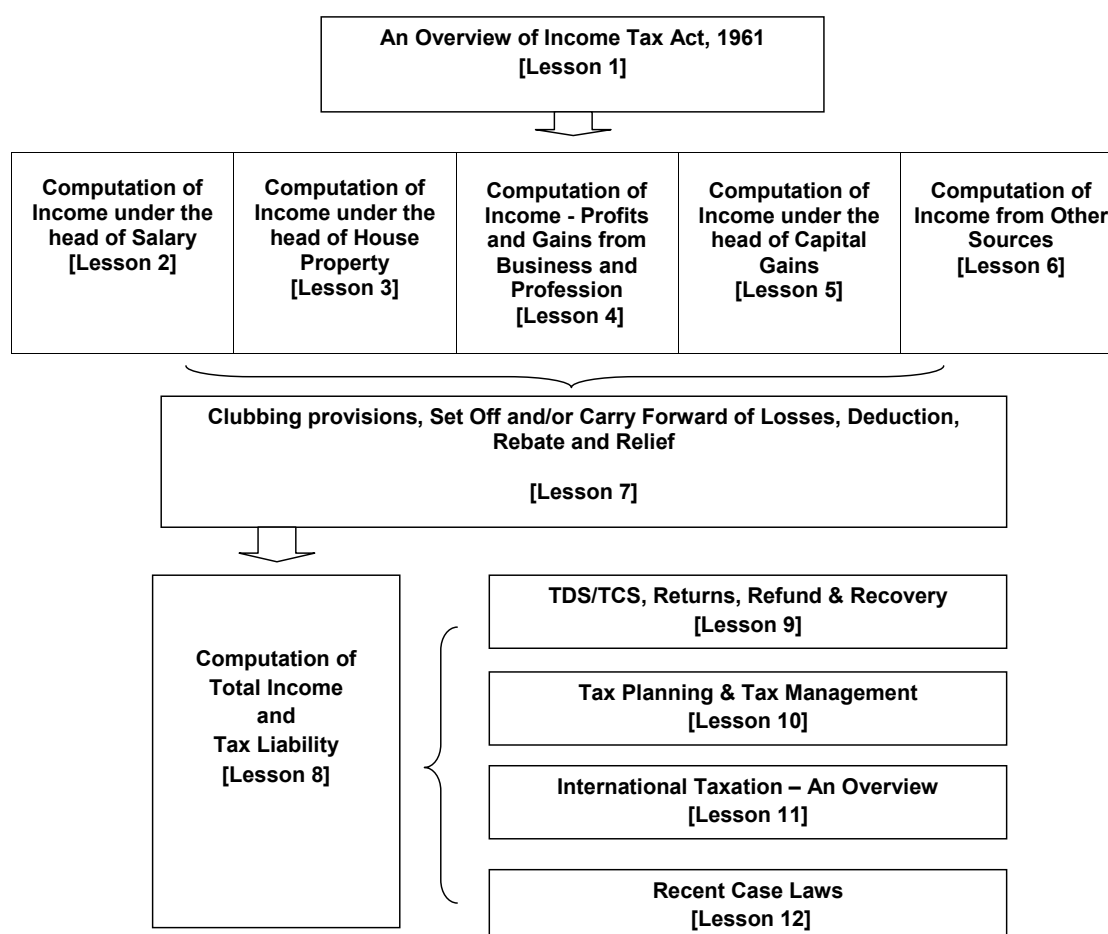 An Overview of Income Tax Act, 1961
[Lesson 1]
Computation of
Income under the
head of Salary
[Lesson 2]
Computation of
Income under the
head of House
Property
[Lesson 3]
Computation of
Income - Profits
and Gains from
Business and
Profession
[Lesson 4]
Computation of
Income under the
head of Capital
Gains
[Lesson 5]
Computation of
Income from Other
Sources
[Lesson 6]
Clubbing provisions, Set Off and/or Carry Forward of Losses, Deduction,
Rebate and Relief
[Lesson 7]
Computation of
Total Income
and
Tax Liability
[Lesson 8]
TDS/TCS, Returns, Refund & Recovery
[Lesson 9]
Tax Planning & Tax Management
[Lesson 10]
International Taxation – An Overview
[Lesson 11]
Recent Case Laws
[Lesson 12]